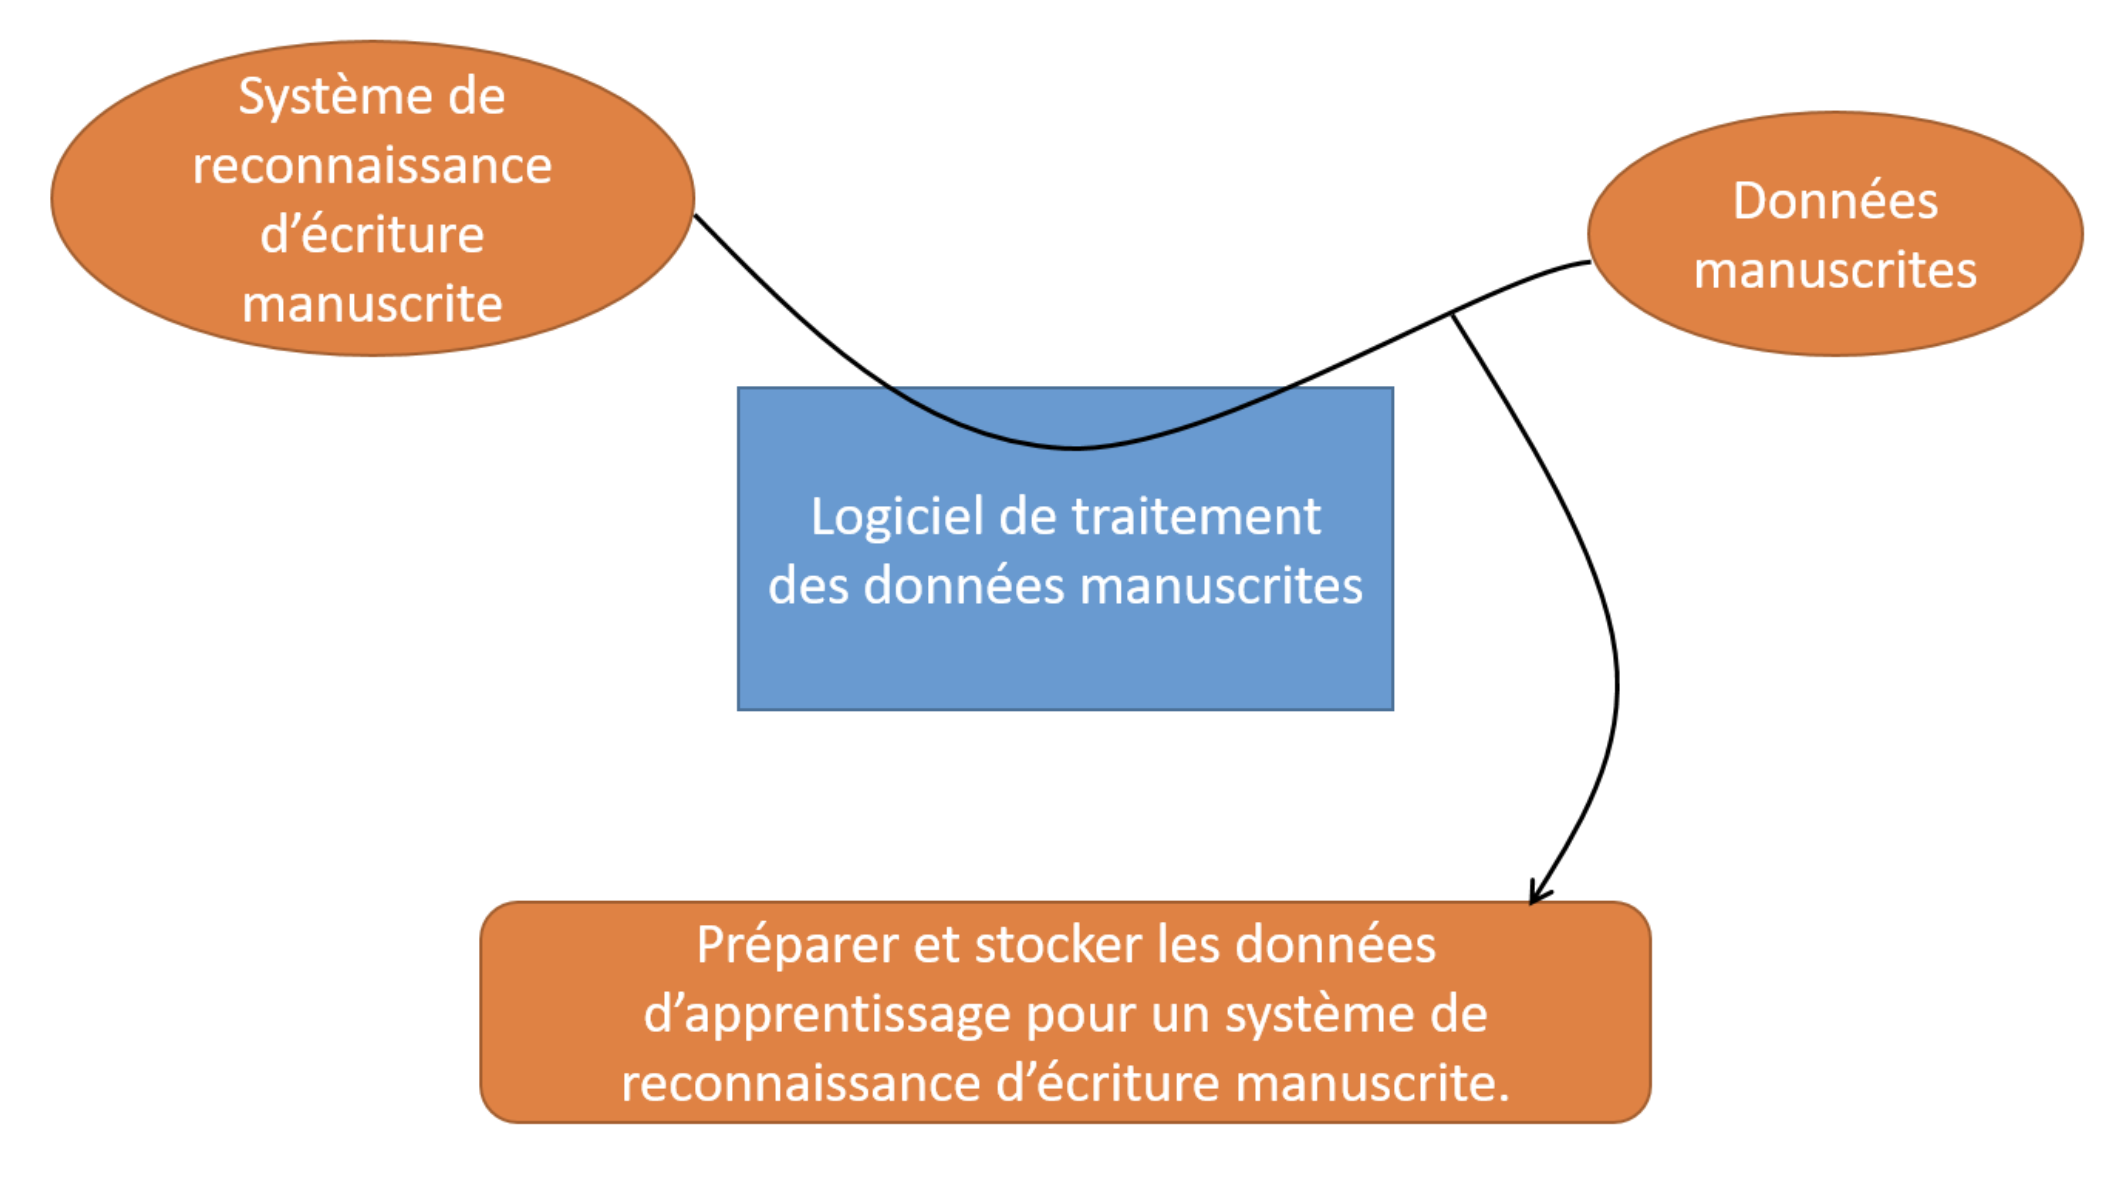 Système de
reconnaissance
d’écriture
manuscrite
Données
manuscrites
Logiciel de traitement
des données manuscrites
Préparer et stocker les données
d’apprentissage pour un système de
reconnaissance d’écriture manuscrite.